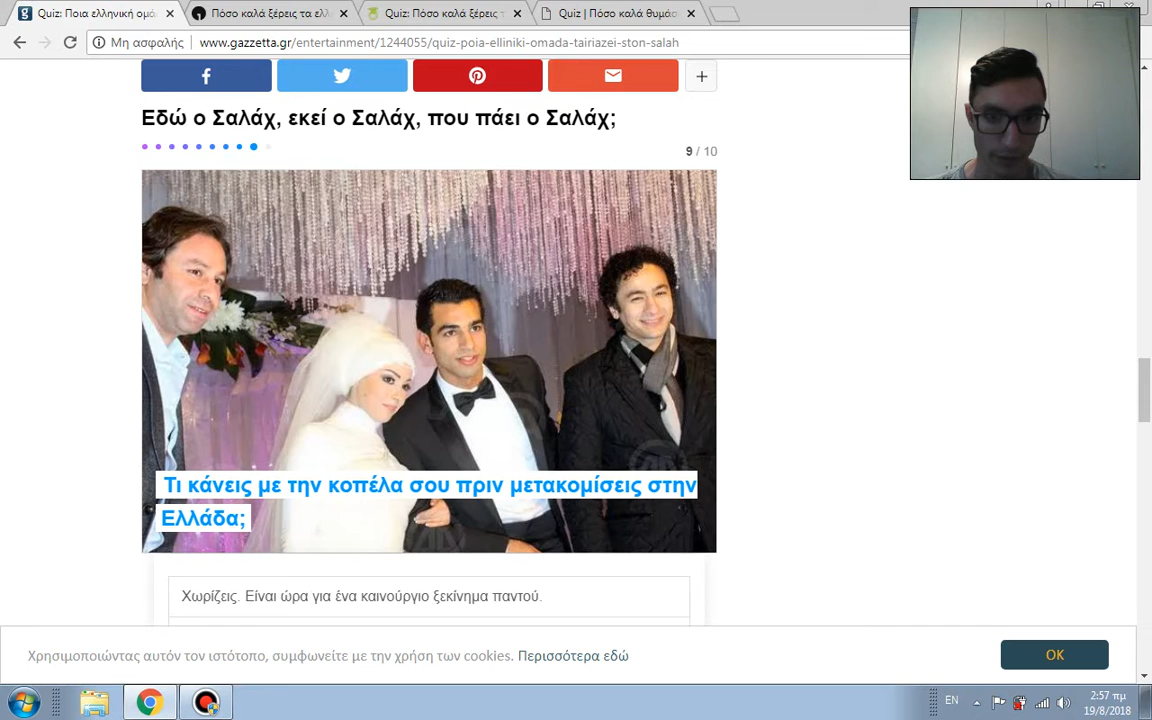 Quiz: Ποια ελληνική ομά
Πόσο καλά ξέρεις τα ελλ
Quiz: Πόσο καλά ξέρεις τ
Quiz | Πόσο καλά θυμάσ
Μη ασφαλής
www.gazzetta.gr/entertainment/1244055/quiz-poia-elliniki-omada-tairiazei-ston-salah
Εδώ ο Σαλάχ, εκεί ο Σαλάχ, που πάει ο Σαλάχ;
9 / 10
Τι κάνεις με την κοπέλα σου πριν μετακομίσεις στην
Ελλάδα;
Χωρίζεις. Είναι ώρα για ένα καινούργιο ξεκίνημα παντού.
Χρησιμοποιώντας αυτόν τον ιστότοπο, συμφωνείτε με την χρήση των cookies. Περισσότερα εδώ
OK
EN
2:57 πμ
19/8/2018